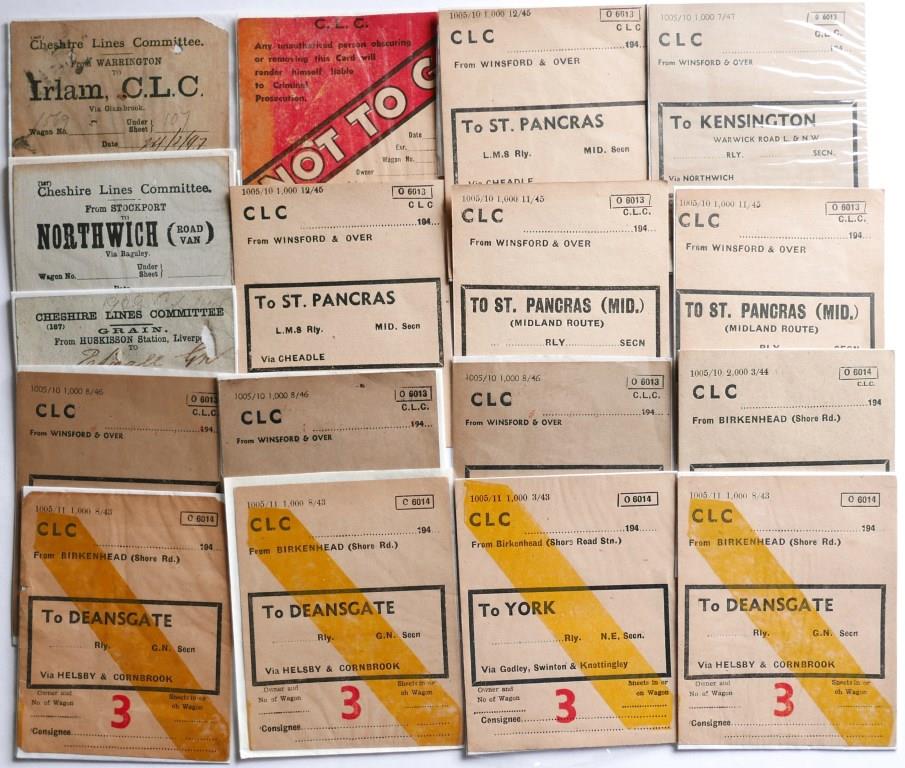 Cheshire Lines Committee.
From WARRINGTON
TO
Irlam, C.L.C.
Via Glazebrook.
Wagon No. Under Sheet 107
Date 24/2/97
C.L.C.
Any unauthorised person obscuring
or removing this Card will
render himself liable
to Criminal
Prosecution.
NOT TO G
Date
Exr.
Wagon No.
Owner
1005/10 1,000 12/45 O 6013
CLC C L C
194...
From WINSFORD & OVER
To ST. PANCRAS
L.M.S Rly. MID. Secn
Via CHEADLE
1005/10 1,000 7/47 O 6013
CLC C.L.C.
194...
From WINSFORD & OVER
To KENSINGTON
WARWICK ROAD L. & N.W
RLY. SECN.
Via NORTHWICH
(167)
Cheshire Lines Committee.
From STOCKPORT
TO
NORTHWICH (ROAD VAN)
Via Baguley.
Wagon No. Under Sheet
1005/10 1,000 12/45 O 6013
CLC C L C
194...
From WINSFORD & OVER
To ST. PANCRAS
L.M.S Rly. MID. Secn
Via CHEADLE
1005/10 1,000 11/45 O 6013
CLC C.L.C.
194...
From WINSFORD & OVER
TO ST. PANCRAS (MID.)
(MIDLAND ROUTE)
RLY SECN
1005/10 1,000 11/45 O 6013
CLC C.L.C.
194...
From WINSFORD & OVER
TO ST. PANCRAS (MID.)
(MIDLAND ROUTE)
RLY SECN
CHESHIRE LINES COMMITTEE
(167)
GRAIN.
From HUSKISSON Station, Liverp
TO
1005/10 1,000 8/46 O 6013
CLC C.L.C.
194...
From WINSFORD & OVER
1005/10 1,000 8/46 O 6013
CLC C.L.C.
194...
From WINSFORD & OVER
1005/10 1,000 8/46 O 6013
CLC C.L.C.
194...
From WINSFORD & OVER
1005/10 2,000 3/44 O 6014
CLC C.L.C.
194
From BIRKENHEAD (Shore Rd.)
1005/11 1,000 8/43 O 6014
CLC
194...
From BIRKENHEAD (Shore Rd.)
To DEANSGATE
Rly. G.N. Secn
Via HELSBY & CORNBROOK
Owner and No of Wagon Sheets in or on Wagon
3
Consignee
1005/11 1,000 8/43 O 6014
CLC
194...
From BIRKENHEAD (Shore Rd.)
To DEANSGATE
Rly. G.N. Secn
Via HELSBY & CORNBROOK
Owner and No of Wagon Sheets in or on Wagon
3
Consignee
1005/11 1,000 3/43 O 6014
CLC
194...
From Birkenhead (Shore Road Stn.)
To YORK
Rly. N.E. Secn.
Via Godley, Swinton & Knottingley
Owner and No of Wagon Sheets in or on Wagon
3
Consignee
1005/11 1,000 8/43 O 6014
CLC
194...
From BIRKENHEAD (Shore Rd.)
To DEANSGATE
Rly. G.N. Secn
Via HELSBY & CORNBROOK
Owner and No of Wagon Sheets in or on Wagon
3
Consignee